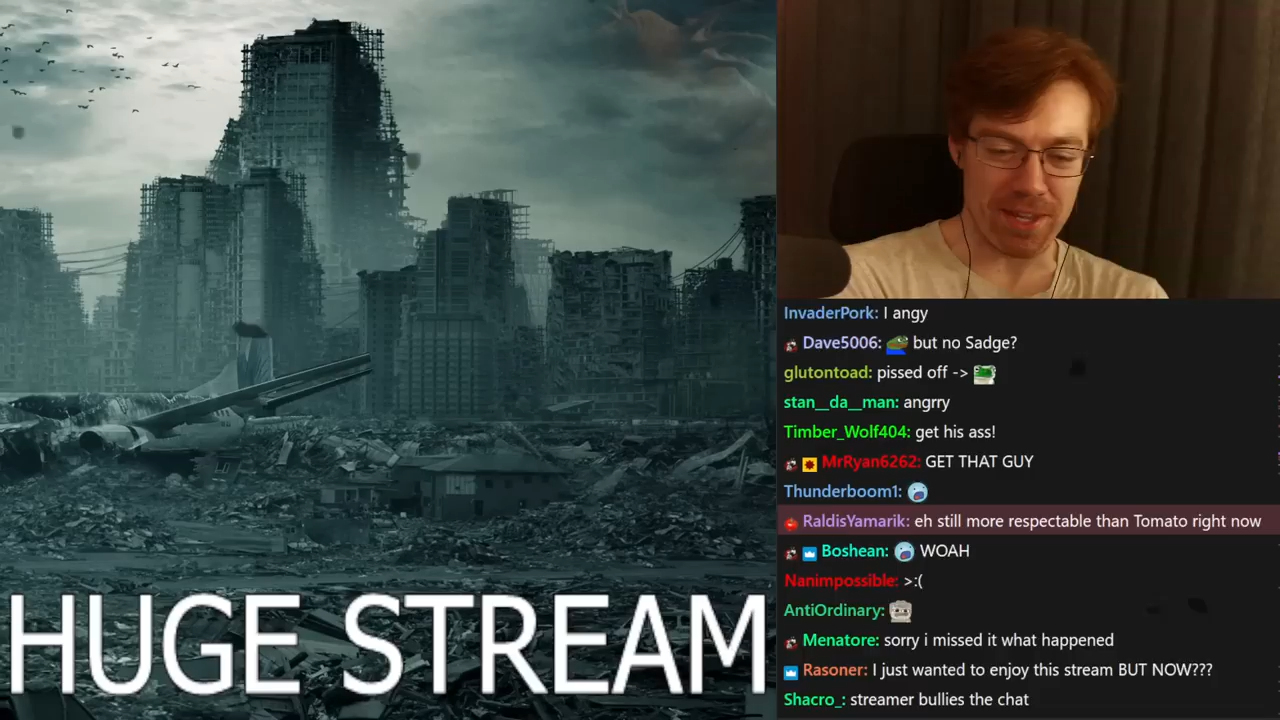 HUGE STREAM
InvaderPork: I angy
Dave5006: but no Sadge?
glutontoad: pissed off ->
stan__da__man: angrry
Timber_Wolf404: get his ass!
MrRyan6262: GET THAT GUY
Thunderboom1:
RaldisYamarik: eh still more respectable than Tomato right now
Boshean: WOAH
Nanimpossible: >:(
AntiOrdinary:
Menatore: sorry i missed it what happened
Rasoner: I just wanted to enjoy this stream BUT NOW???
Shacro_: streamer bullies the chat